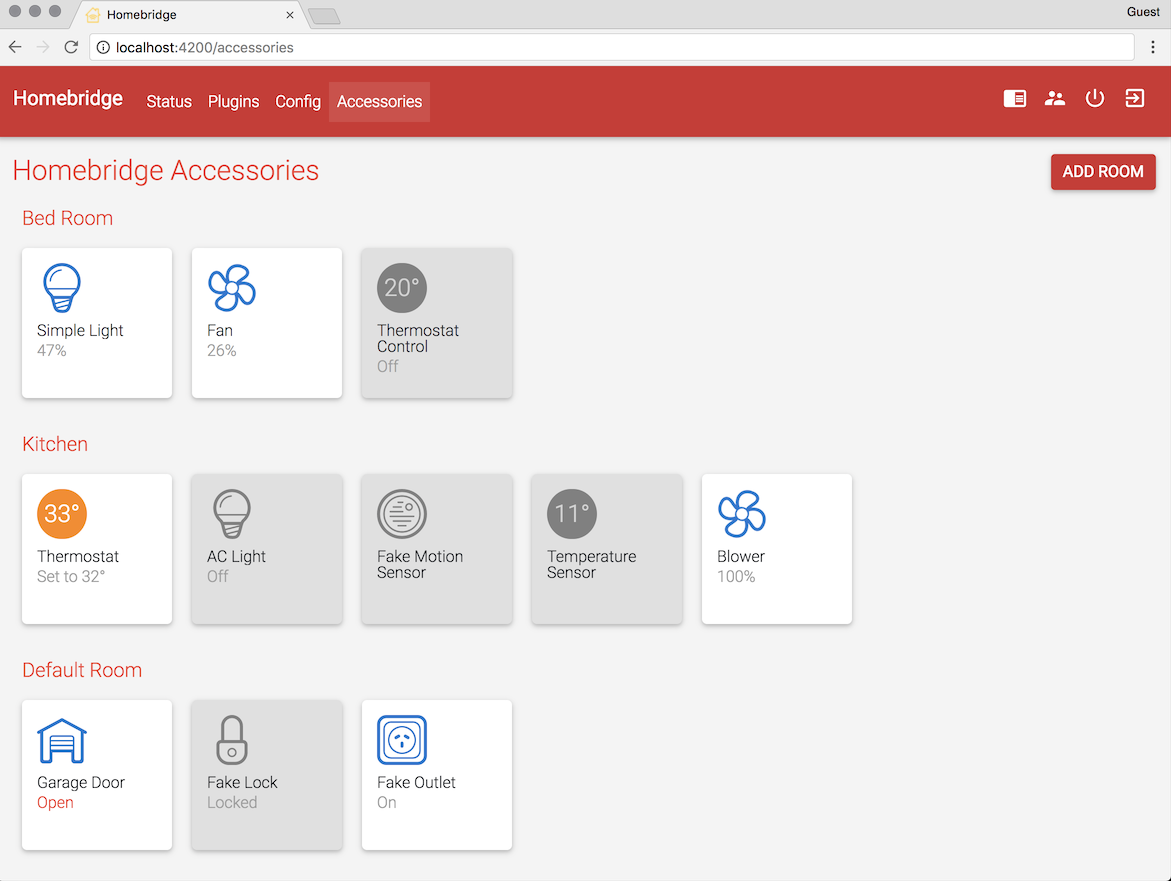 Homebridge
Guest
localhost:4200/accessories
Homebridge Status Plugins Config Accessories
Homebridge Accessories
ADD ROOM
Bed Room
Simple Light
47%
Fan
26%
20°
Thermostat
Control
Off
Kitchen
33°
Thermostat
Set to 32°
AC Light
Off
Fake Motion
Sensor
11°
Temperature
Sensor
Blower
100%
Default Room
Garage Door
Open
Fake Lock
Locked
Fake Outlet
On